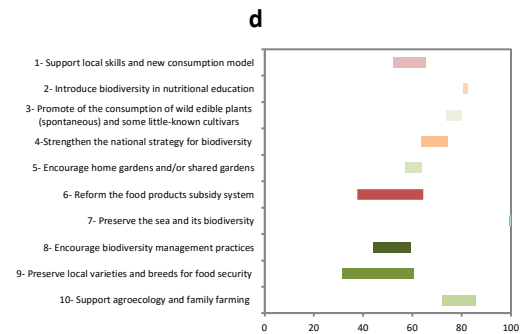 d
1- Support local skills and new consumption model
2- Introduce biodiversity in nutritional education
3- Promote of the consumption of wild edible plants
(spontaneous) and some little-known cultivars
4-Strengthen the national strategy for biodiversity
5- Encourage home gardens and/or shared gardens
6- Reform the food products subsidy system
7- Preserve the sea and its biodiversity
8- Encourage biodiversity management practices
9- Preserve local varieties and breeds for food security
10- Support agroecology and family farming
0 20 40 60 80 100